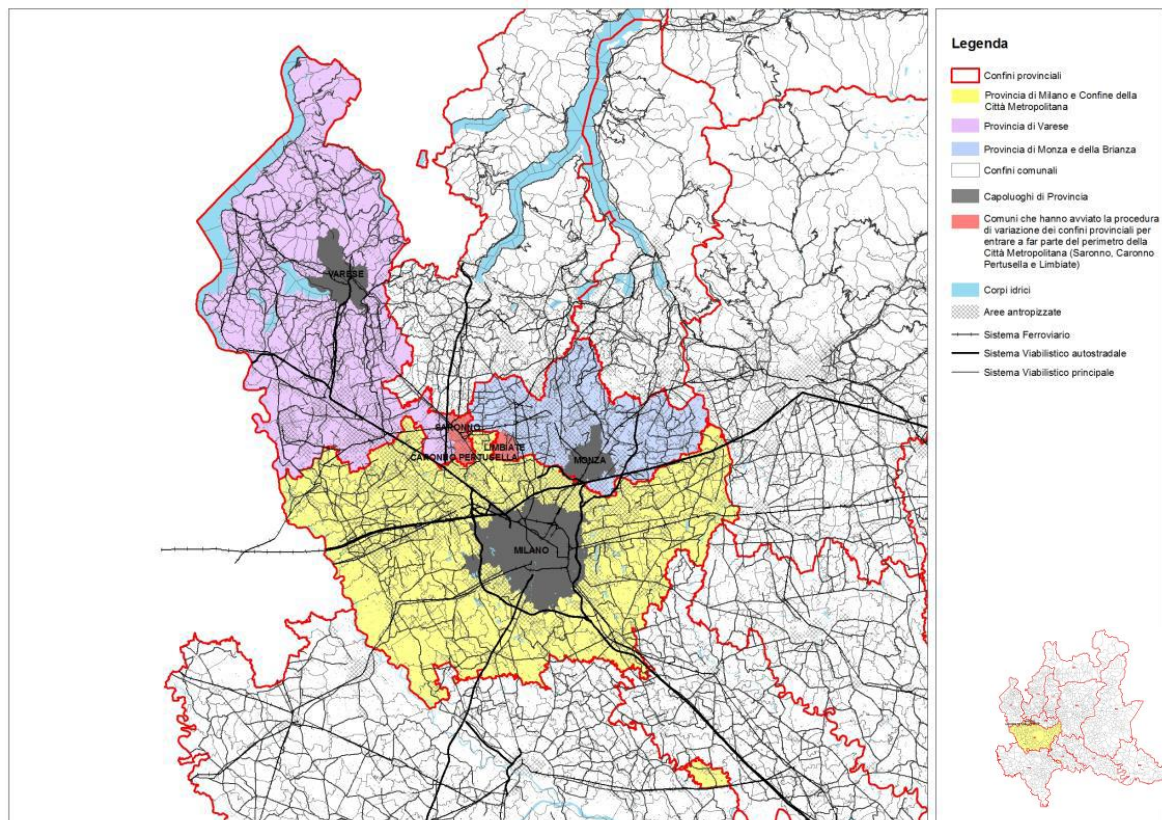 VARESE
SARONNO
LIMBIATE
CARONNO PERTUSELLA
MONZA
MILANO
Legenda
Confini provinciali
Provincia di Milano e Confine della
Città Metropolitana
Provincia di Varese
Provincia di Monza e della Brianza
Confini comunali
Capoluoghi di Provincia
Comuni che hanno avviato la procedura
di variazione dei confini provinciali per
entrare a far parte del perimetro della
Città Metropolitana (Saronno, Caronno
Pertusella e Limbiate)
Corpi idrici
Aree antropizzate
Sistema Ferroviario
Sistema Viabilistico autostradale
Sistema Viabilistico principale